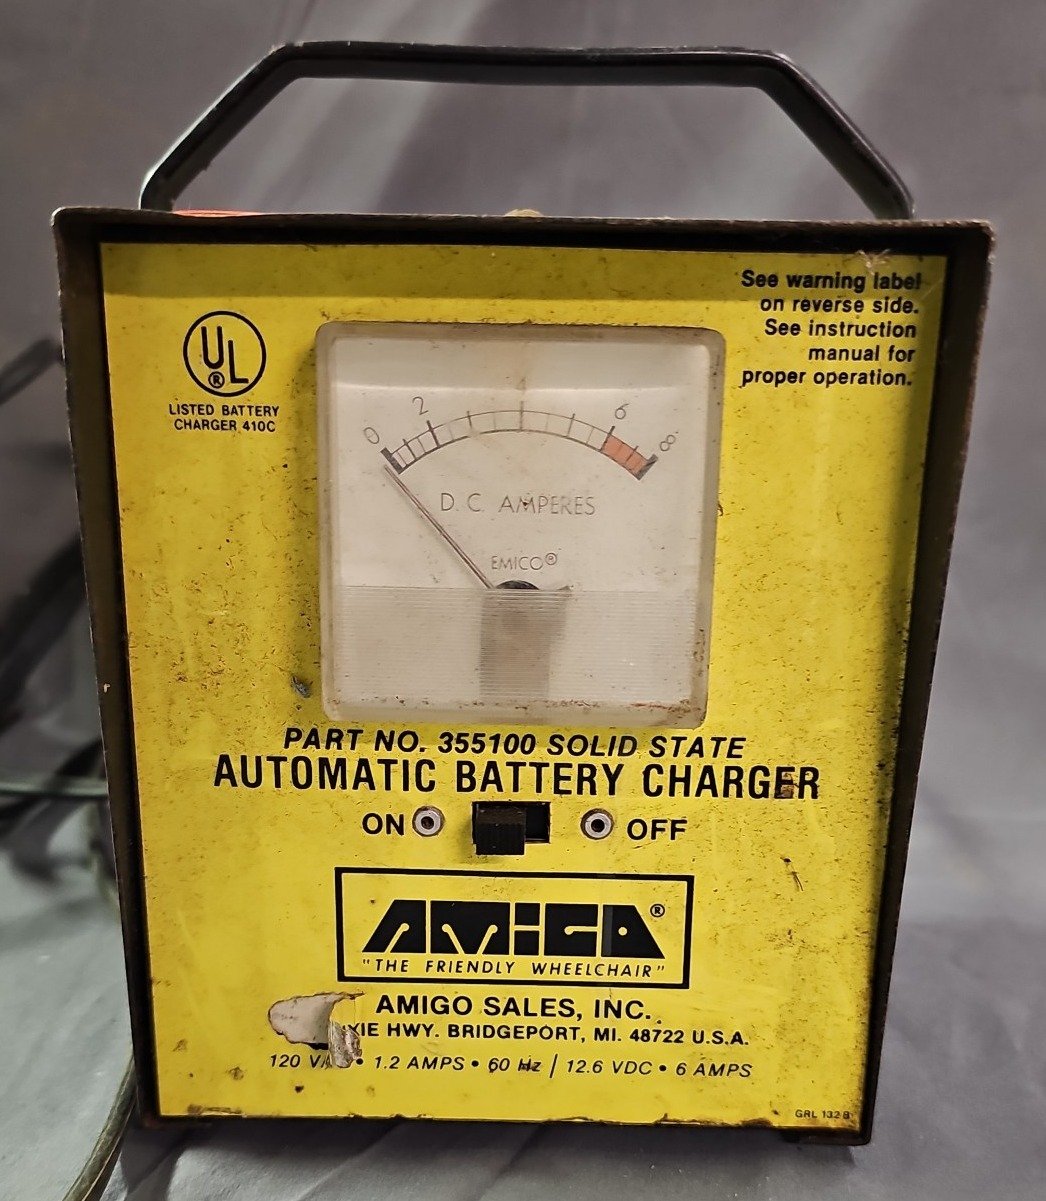 See warning label
on reverse side.
See instruction
manual for
proper operation.
UL®
LISTED BATTERY
CHARGER 410C
0 2 4 6 8
D.C. AMPERES
EMICO®
PART NO. 355100 SOLID STATE
AUTOMATIC BATTERY CHARGER
ON OFF
AMiGO®
"THE FRIENDLY WHEELCHAIR"
AMIGO SALES, INC.
HWY. BRIDGEPORT, MI. 48722 U.S.A.
120 • 1.2 AMPS • 60 Hz / 12.6 VDC • 6 AMPS
GRL 132 B